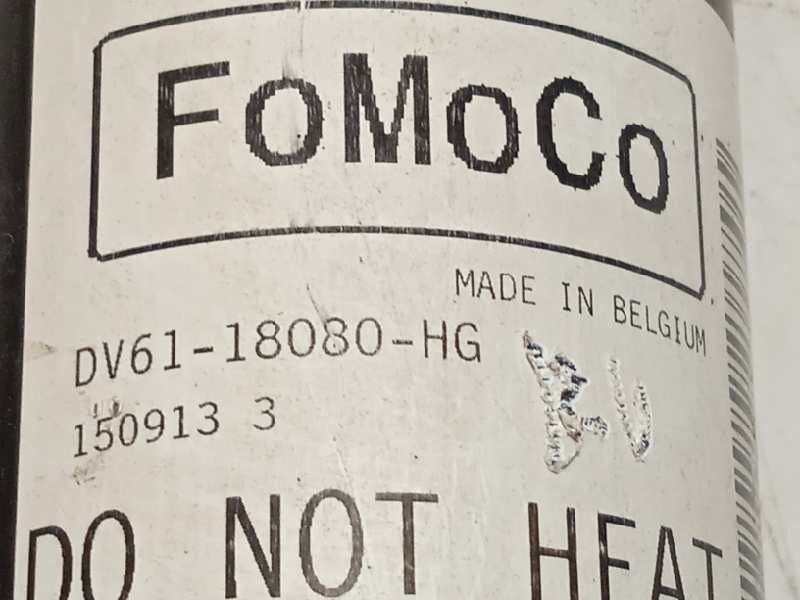 FoMoCo
MADE IN BELGIUM
DV61-18080-HG
150913 3
DO NOT HEAT